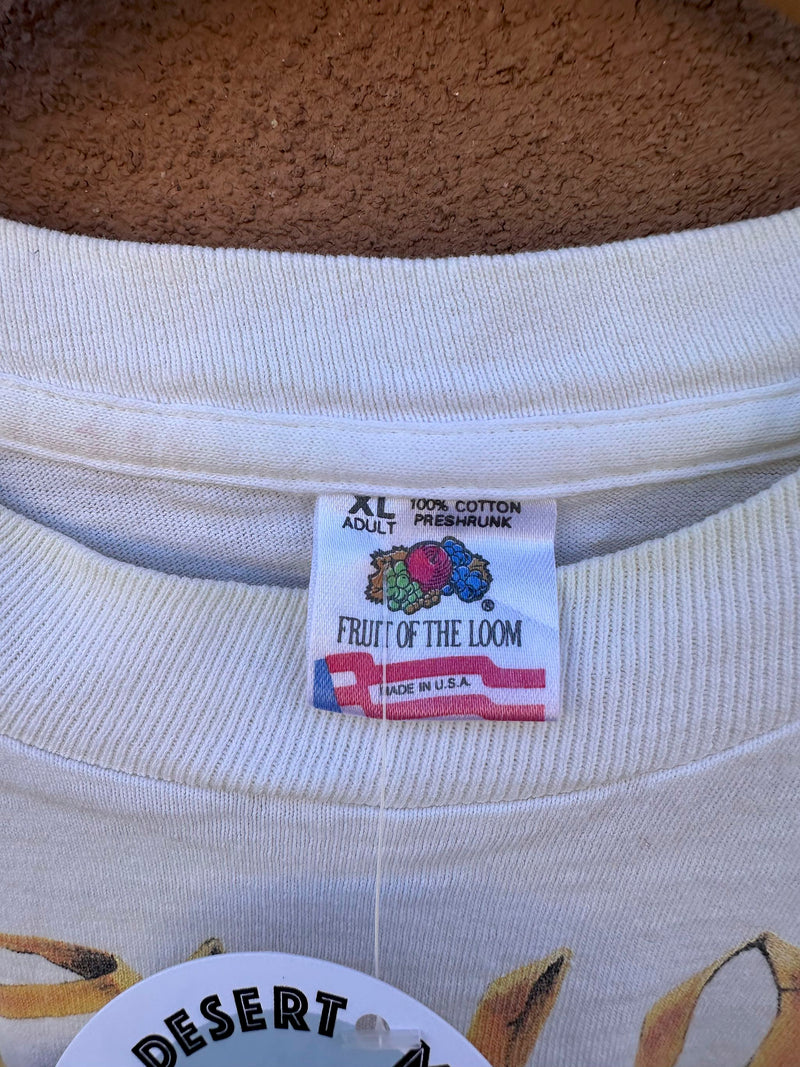 XL
100% COTTON
ADULT
PRESHRUNK
®
FRUIT OF THE LOOM
MADE IN U.S.A.
DESERT